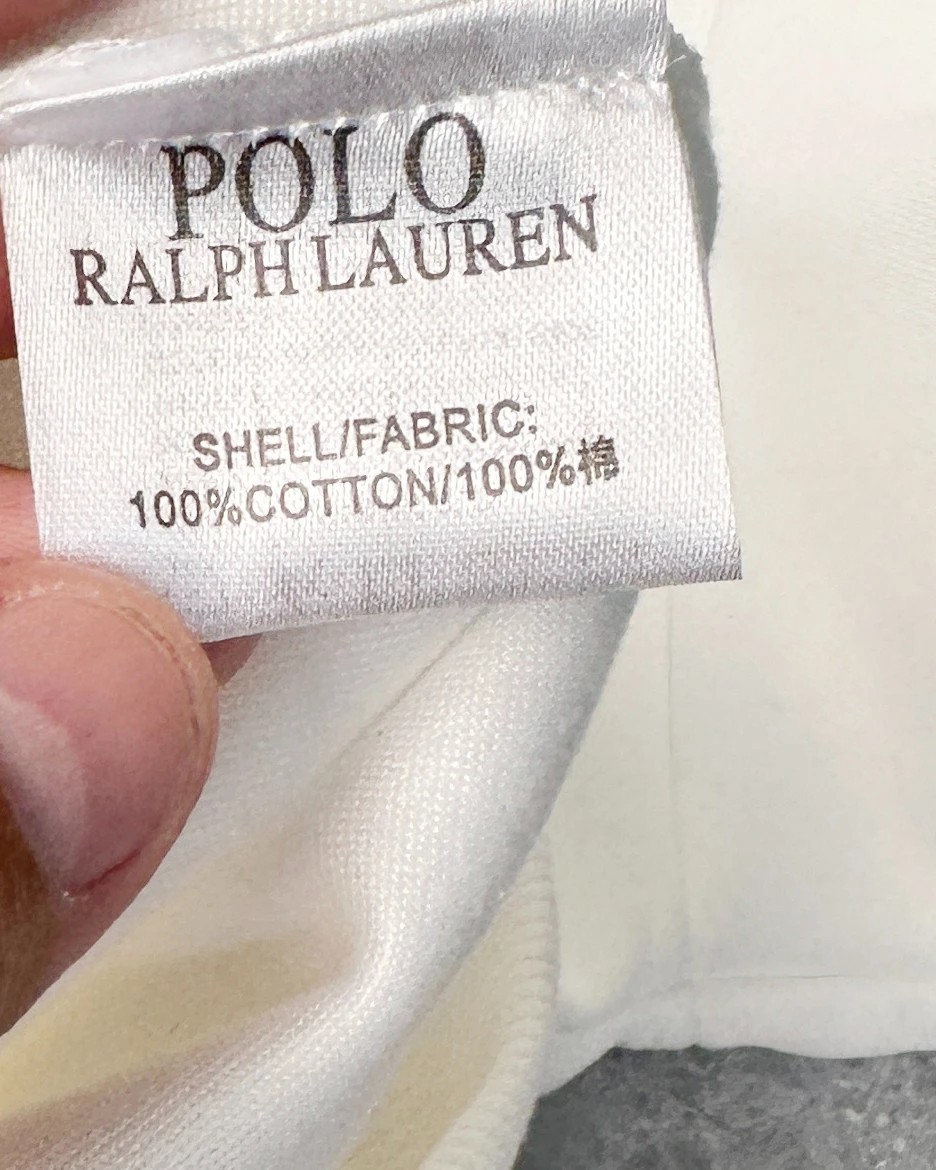 POLO
RALPH LAUREN
SHELL/FABRIC:
100%COTTON/100%棉